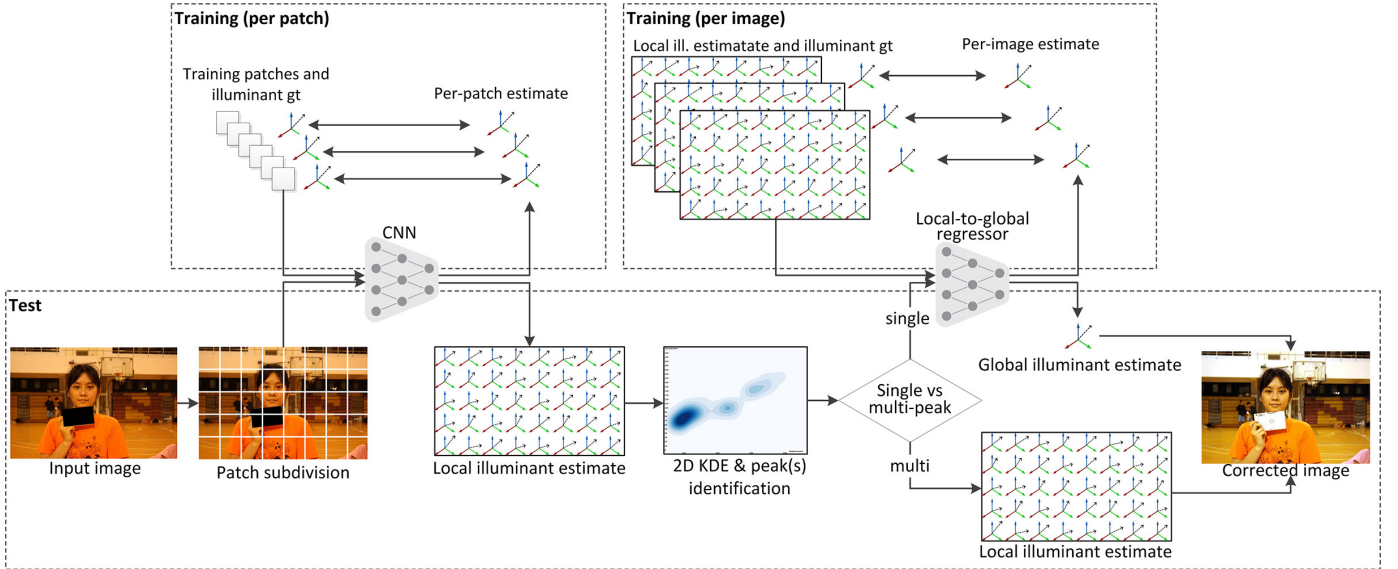 Training (per patch)
Training patches and
illuminant gt
Per-patch estimate
CNN
Training (per image)
Local ill. estimatate and illuminant gt
Per-image estimate
Local-to-global
regressor
Test
Input image
Patch subdivision
Local illuminant estimate
2D KDE & peak(s)
identification
Single vs
multi-peak
single
multi
Global illuminant estimate
Local illuminant estimate
Corrected image